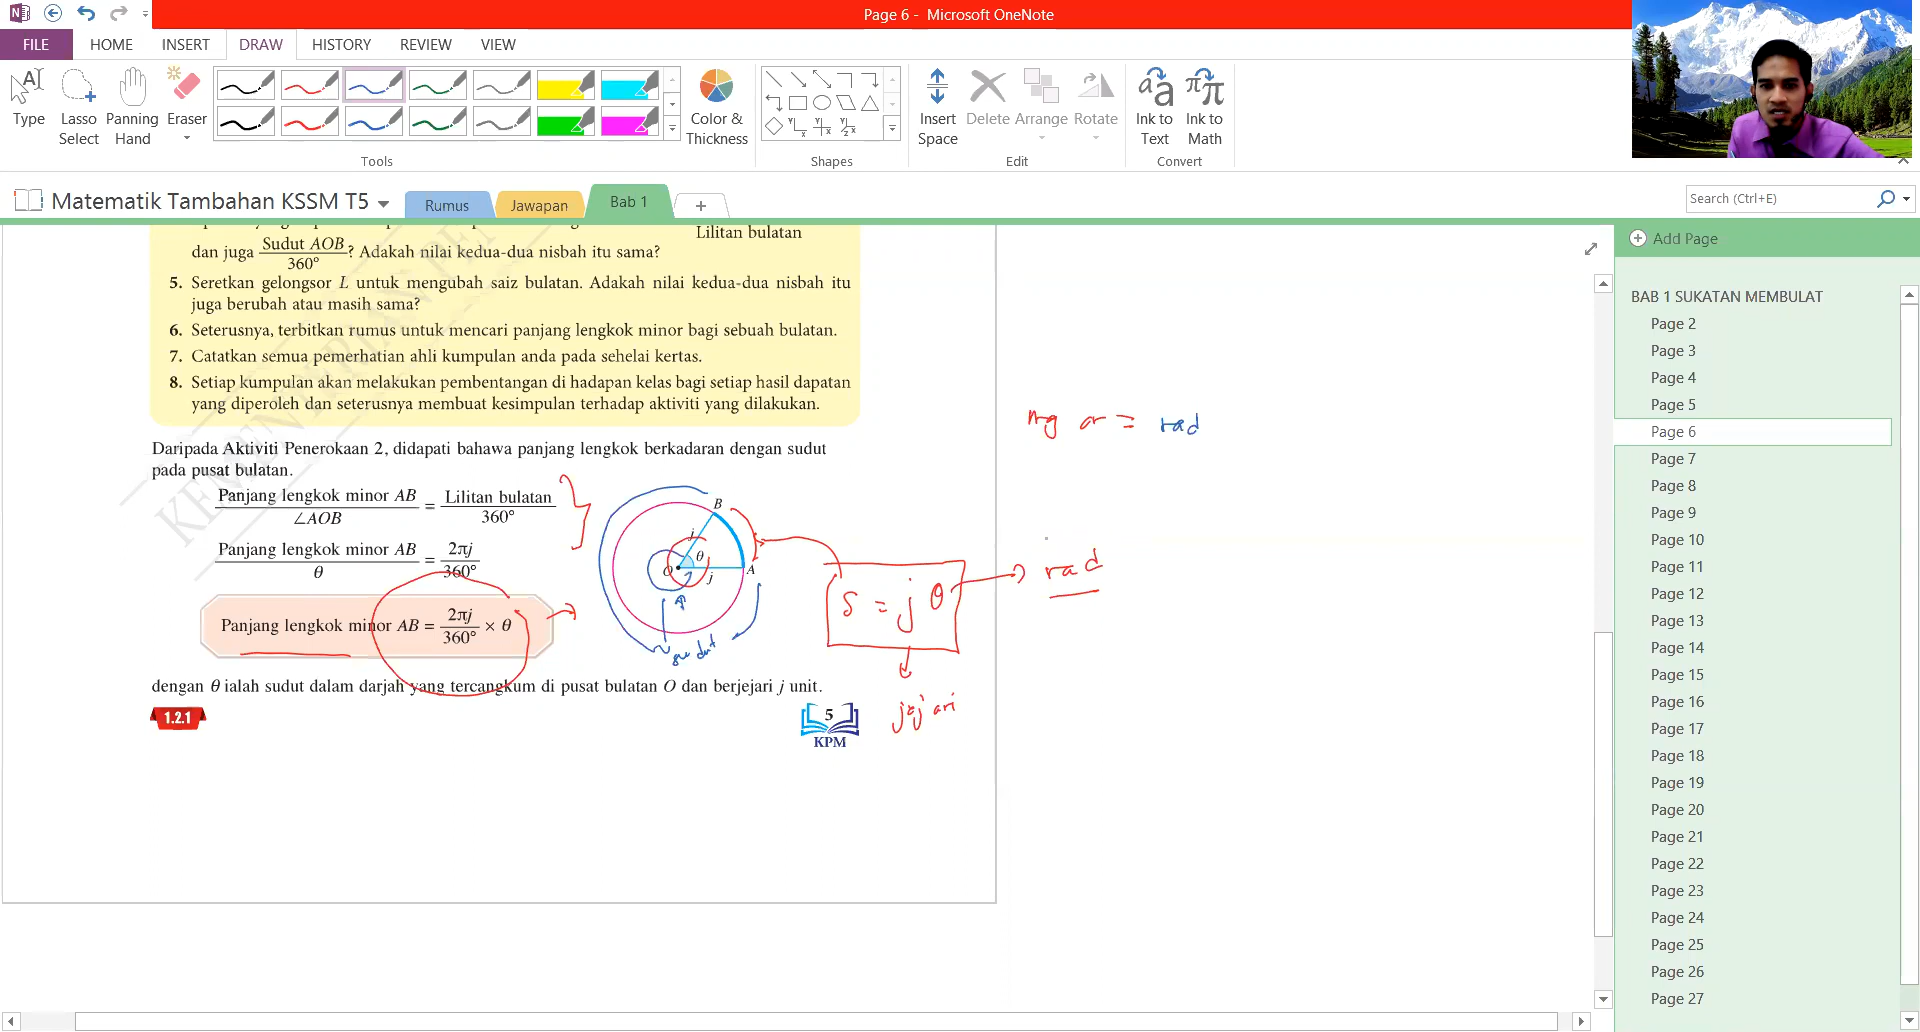 Page 6 - Microsoft OneNote
FILE HOME INSERT DRAW HISTORY REVIEW VIEW
Type Lasso Select Panning Hand Eraser Color & Thickness Insert Space Delete Arrange Rotate Ink to Text Ink to Math
Tools Shapes Edit Convert
Matematik Tambahan KSSM T5 Rumus Jawapan Bab 1 Search (Ctrl+E)
Lilitan bulatan
dan juga Sudut AOB/360° ? Adakah nilai kedua-dua nisbah itu sama?
5. Seretkan gelongsor L untuk mengubah saiz bulatan. Adakah nilai kedua-dua nisbah itu
juga berubah atau masih sama?
6. Seterusnya, terbitkan rumus untuk mencari panjang lengkok minor bagi sebuah bulatan.
7. Catatkan semua pemerhatian ahli kumpulan anda pada sehelai kertas.
8. Setiap kumpulan akan melakukan pembentangan di hadapan kelas bagi setiap hasil dapatan
yang diperoleh dan seterusnya membuat kesimpulan terhadap aktiviti yang dilakukan.
Daripada Aktiviti Penerokaan 2, didapati bahawa panjang lengkok berkadaran dengan sudut
pada pusat bulatan.
Panjang lengkok minor AB/∠AOB = Lilitan bulatan/360°
Panjang lengkok minor AB/θ = 2πj/360°
Panjang lengkok minor AB = 2πj/360° × θ
B
j
θ
O
j
A
sudut
= rad
s = j θ
rad
jejari
dengan θ ialah sudut dalam darjah yang tercangkum di pusat bulatan O dan berjejari j unit.
1.2.1
5
KPM
Add Page
BAB 1 SUKATAN MEMBULAT
Page 2
Page 3
Page 4
Page 5
Page 6
Page 7
Page 8
Page 9
Page 10
Page 11
Page 12
Page 13
Page 14
Page 15
Page 16
Page 17
Page 18
Page 19
Page 20
Page 21
Page 22
Page 23
Page 24
Page 25
Page 26
Page 27